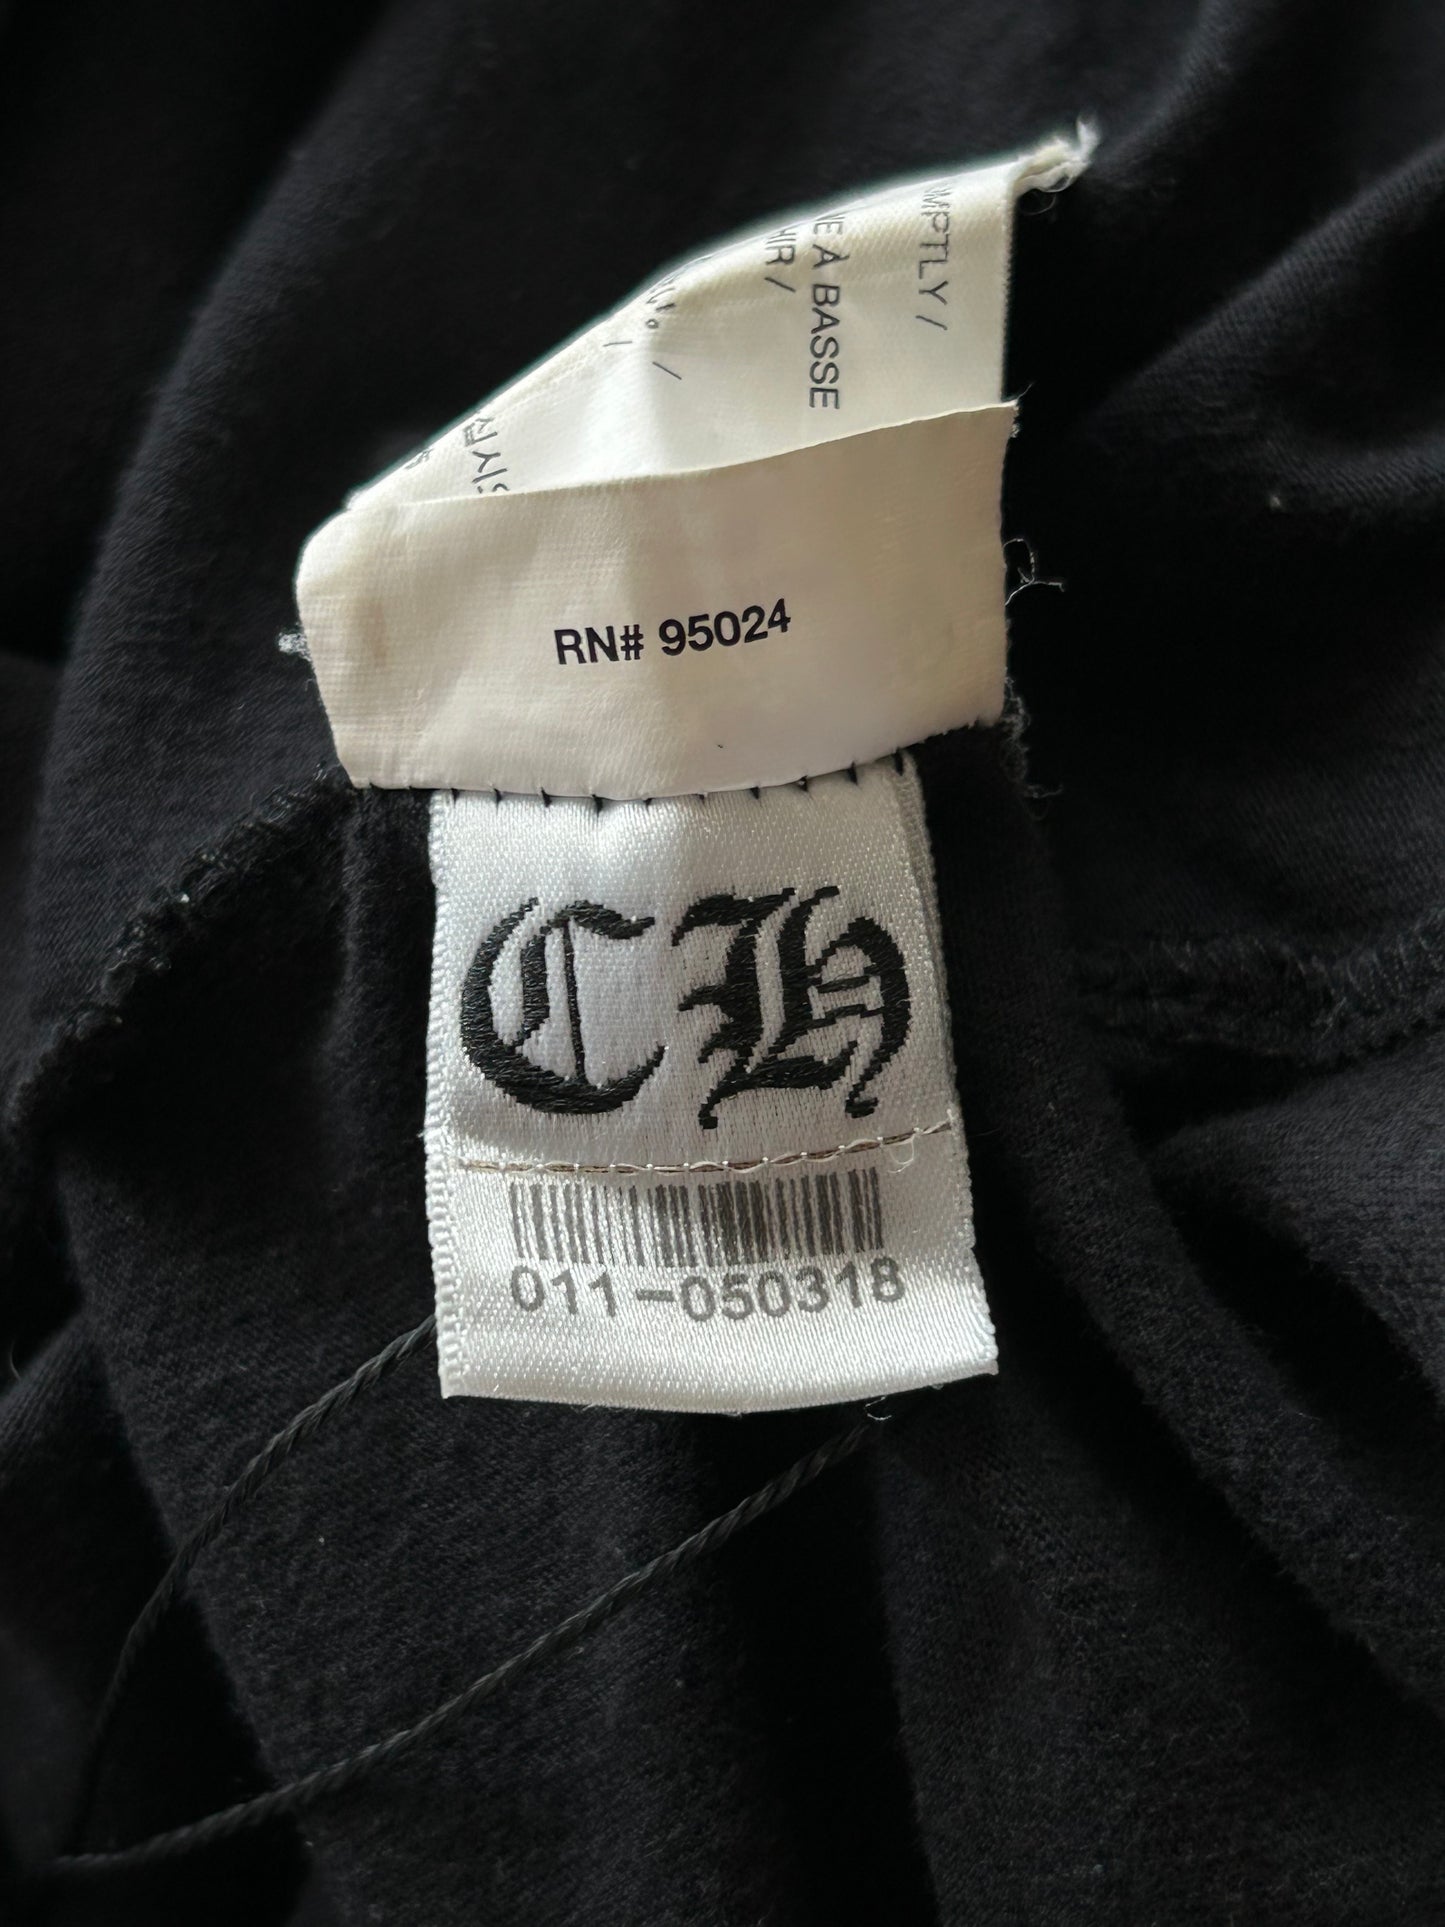 MPTLY /
E À BASSE
HIR /
RN# 95024
CH
011-050318